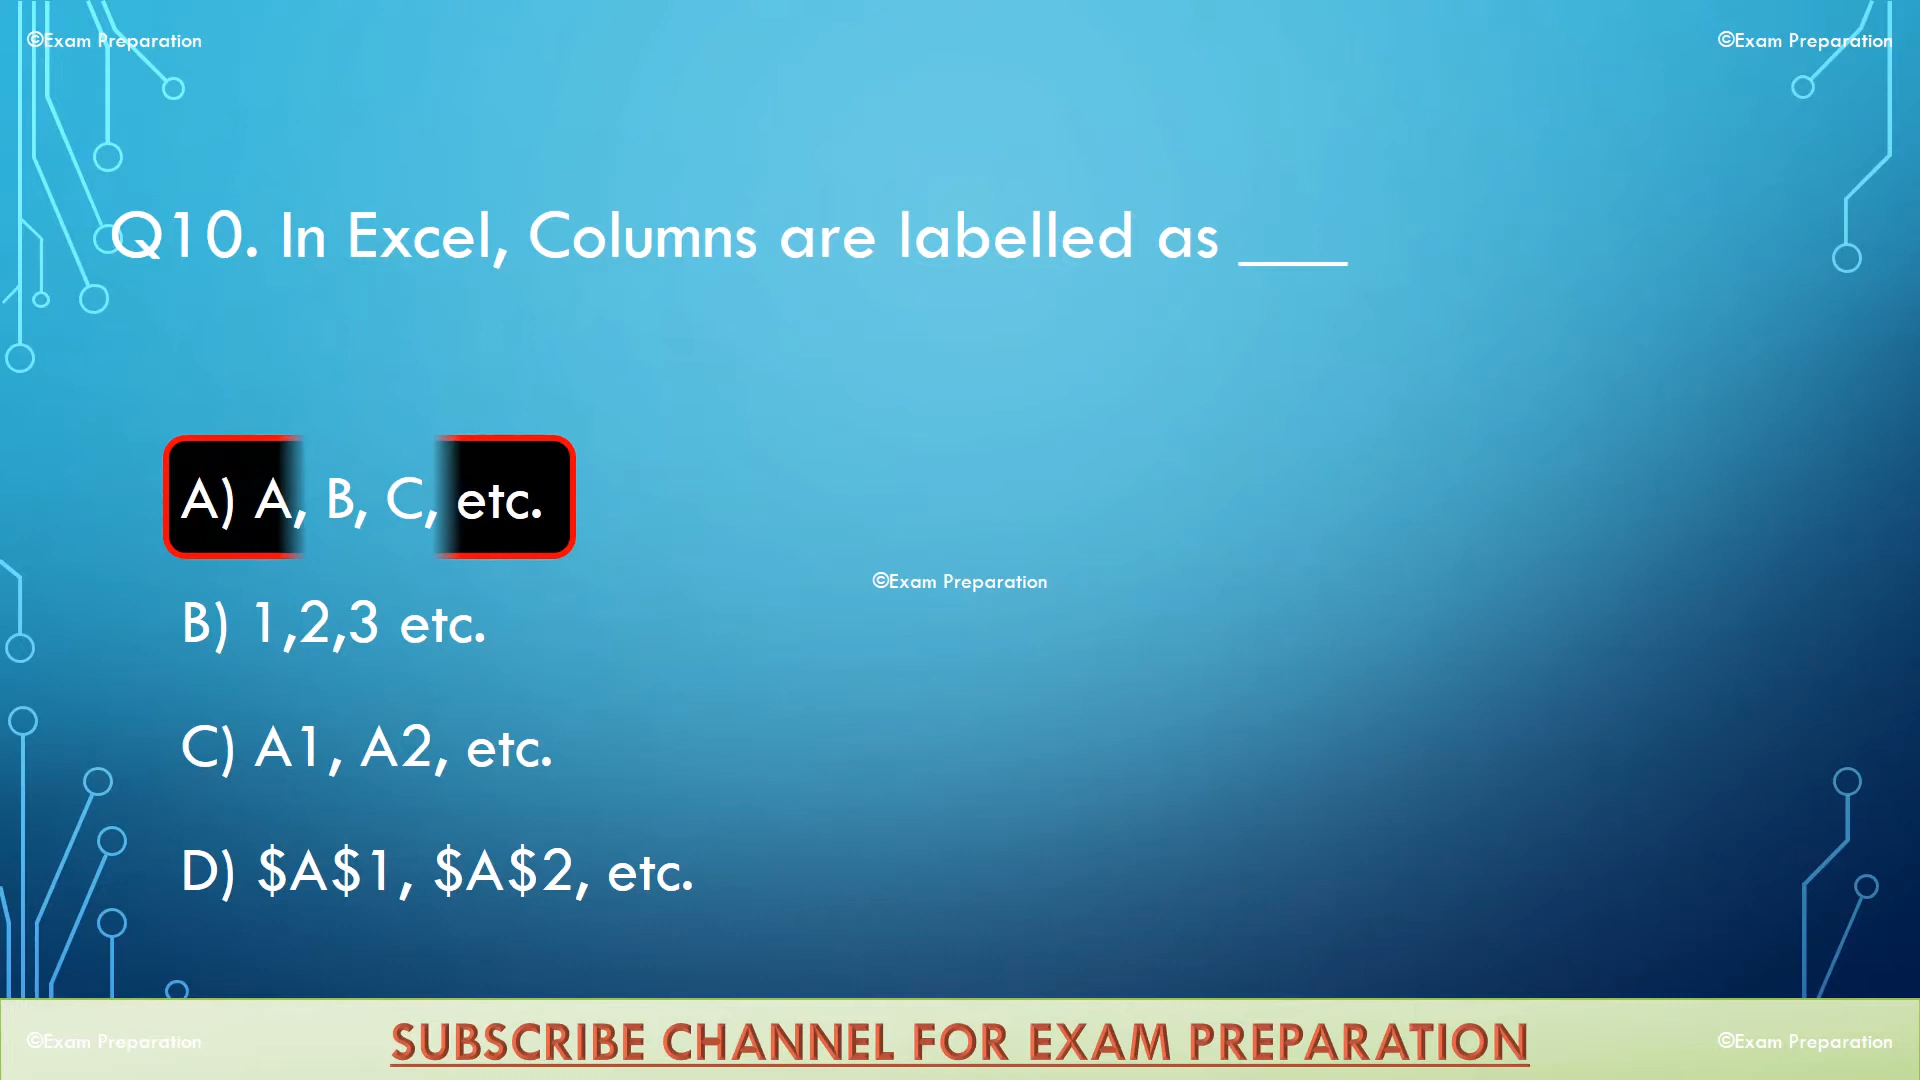 ©Exam Preparation
©Exam Preparation
Q10. In Excel, Columns are labelled as ____
A) A, B, C, etc.
©Exam Preparation
B) 1,2,3 etc.
C) A1, A2, etc.
D) $A$1, $A$2, etc.
©Exam Preparation
SUBSCRIBE CHANNEL FOR EXAM PREPARATION
©Exam Preparation